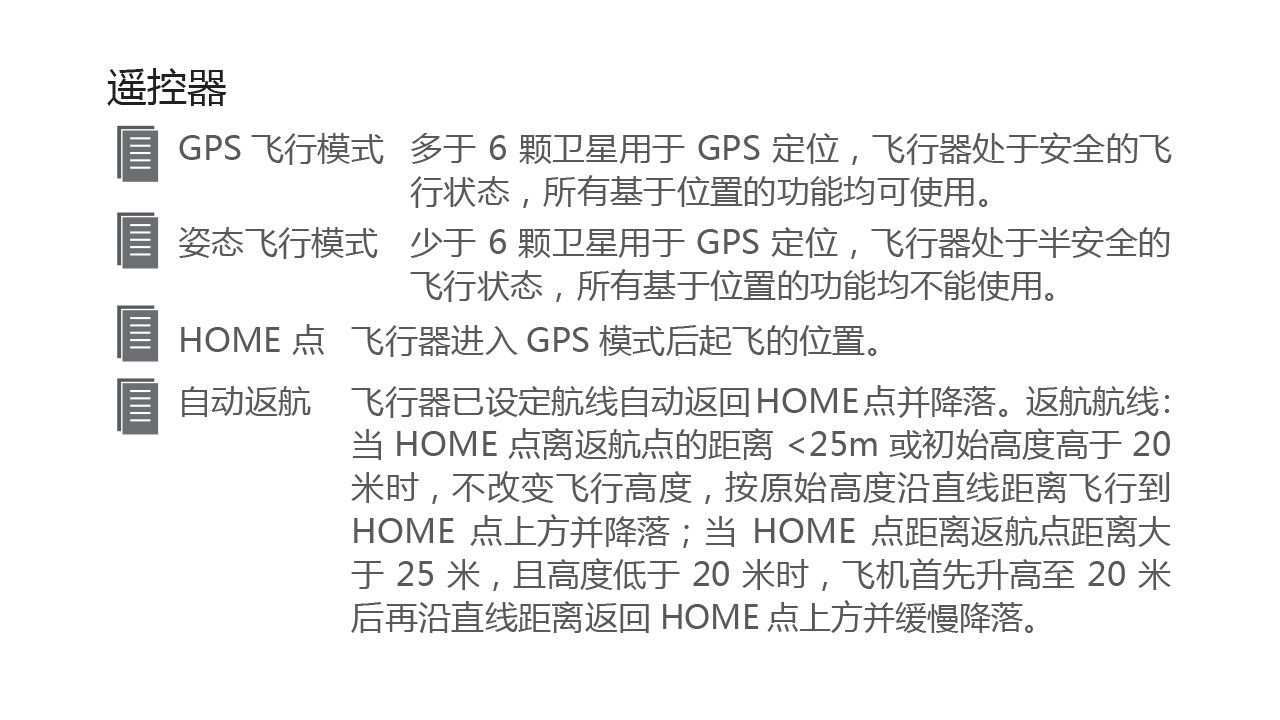 遥控器
GPS 飞行模式 多于 6 颗卫星用于 GPS 定位，飞行器处于安全的飞
行状态，所有基于位置的功能均可使用。
姿态飞行模式 少于 6 颗卫星用于 GPS 定位，飞行器处于半安全的
飞行状态，所有基于位置的功能均不能使用。
HOME 点 飞行器进入 GPS 模式后起飞的位置。
自动返航 飞行器已设定航线自动返回HOME点并降落。返航航线：
当 HOME 点离返航点的距离 <25m 或初始高度高于 20
米时，不改变飞行高度，按原始高度沿直线距离飞行到
HOME 点上方并降落；当 HOME 点距离返航点距离大
于 25 米，且高度低于 20 米时，飞机首先升高至 20 米
后再沿直线距离返回 HOME 点上方并缓慢降落。